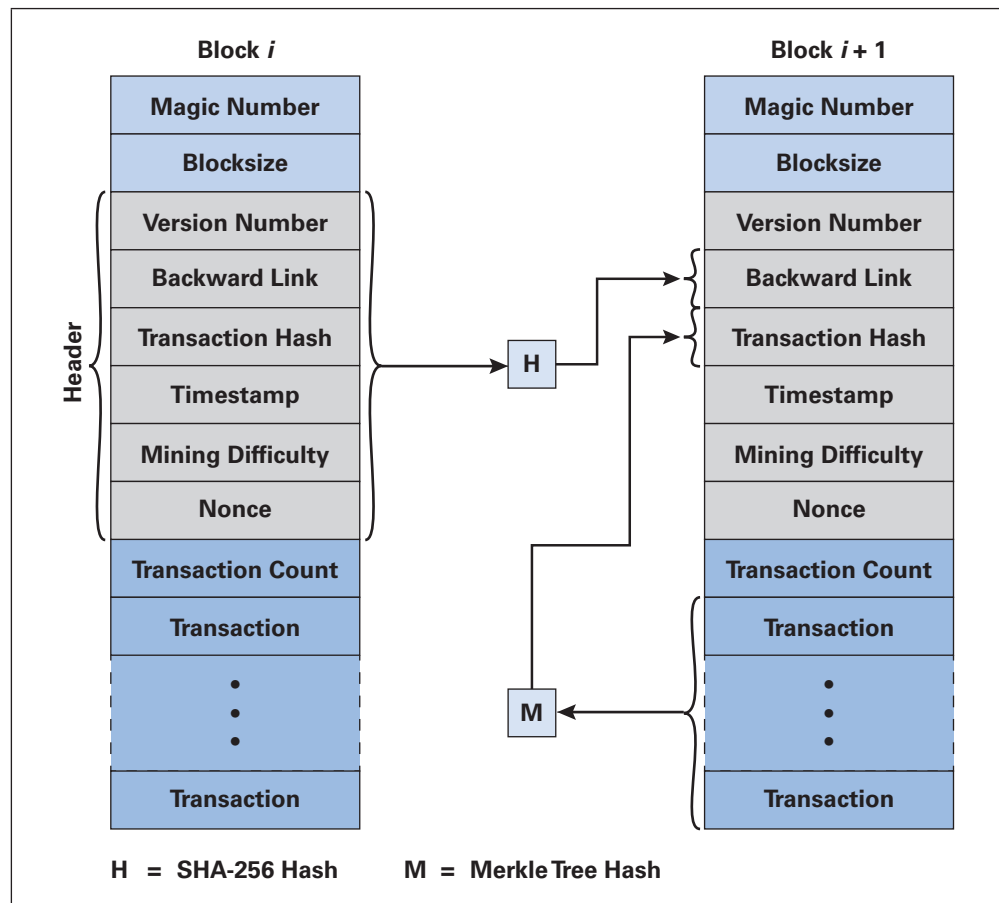 Block i
Magic Number
Blocksize
Header
Version Number
Backward Link
Transaction Hash
Timestamp
Mining Difficulty
Nonce
Transaction Count
Transaction
Transaction
H
M
Block i + 1
Magic Number
Blocksize
Version Number
Backward Link
Transaction Hash
Timestamp
Mining Difficulty
Nonce
Transaction Count
Transaction
Transaction
H = SHA-256 Hash
M = Merkle Tree Hash